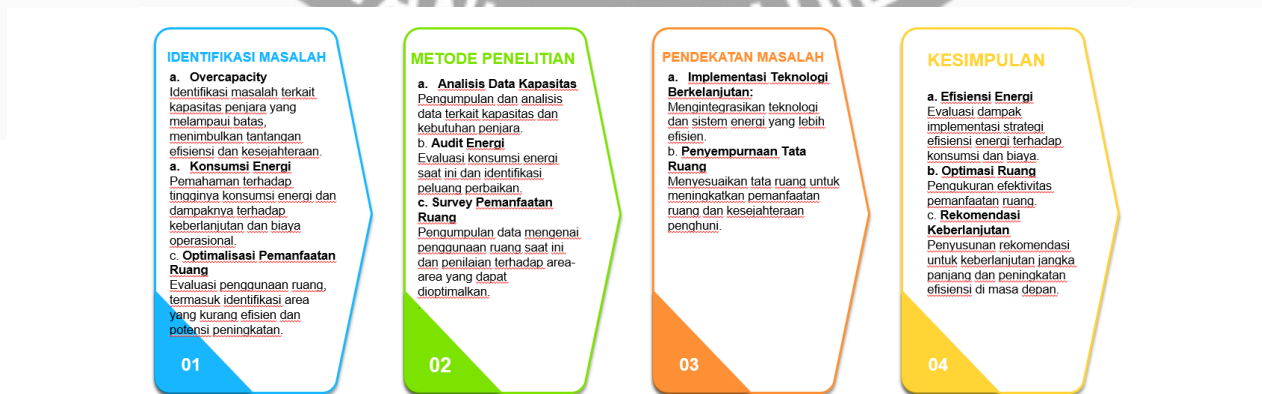 IDENTIFIKASI MASALAH
a. Overcapacity
Identifikasi masalah terkait
kapasitas penjara yang
melampaui batas,
menimbulkan tantangan
efisiensi dan kesejahteraan.
a. Konsumsi Energi
Pemahaman terhadap
tingginya konsumsi energi dan
dampaknya terhadap
keberlanjutan dan biaya
operasional.
c. Optimalisasi Pemanfaatan
Ruang
Evaluasi penggunaan ruang,
termasuk identifikasi area
yang kurang efisien dan
potensi peningkatan.
01
METODE PENELITIAN
a. Analisis Data Kapasitas
Pengumpulan dan analisis
data terkait kapasitas dan
kebutuhan penjara.
b. Audit Energi
Evaluasi konsumsi energi
saat ini dan identifikasi
peluang perbaikan.
c. Survey Pemanfaatan
Ruang
Pengumpulan data mengenai
penggunaan ruang saat ini
dan penilaian terhadap area-
area yang dapat
dioptimalkan.
02
PENDEKATAN MASALAH
a. Implementasi Teknologi
Berkelanjutan:
Mengintegrasikan teknologi
dan sistem energi yang lebih
efisien.
b. Penyempurnaan Tata
Ruang
Menyesuaikan tata ruang untuk
meningkatkan pemanfaatan
ruang dan kesejahteraan
penghuni.
03
KESIMPULAN
a. Efisiensi Energi
Evaluasi dampak
implementasi strategi
efisiensi energi terhadap
konsumsi dan biaya.
b. Optimasi Ruang
Pengukuran efektivitas
pemanfaatan ruang.
c. Rekomendasi
Keberlanjutan
Penyusunan rekomendasi
untuk keberlanjutan jangka
panjang dan peningkatan
efisiensi di masa depan.
04